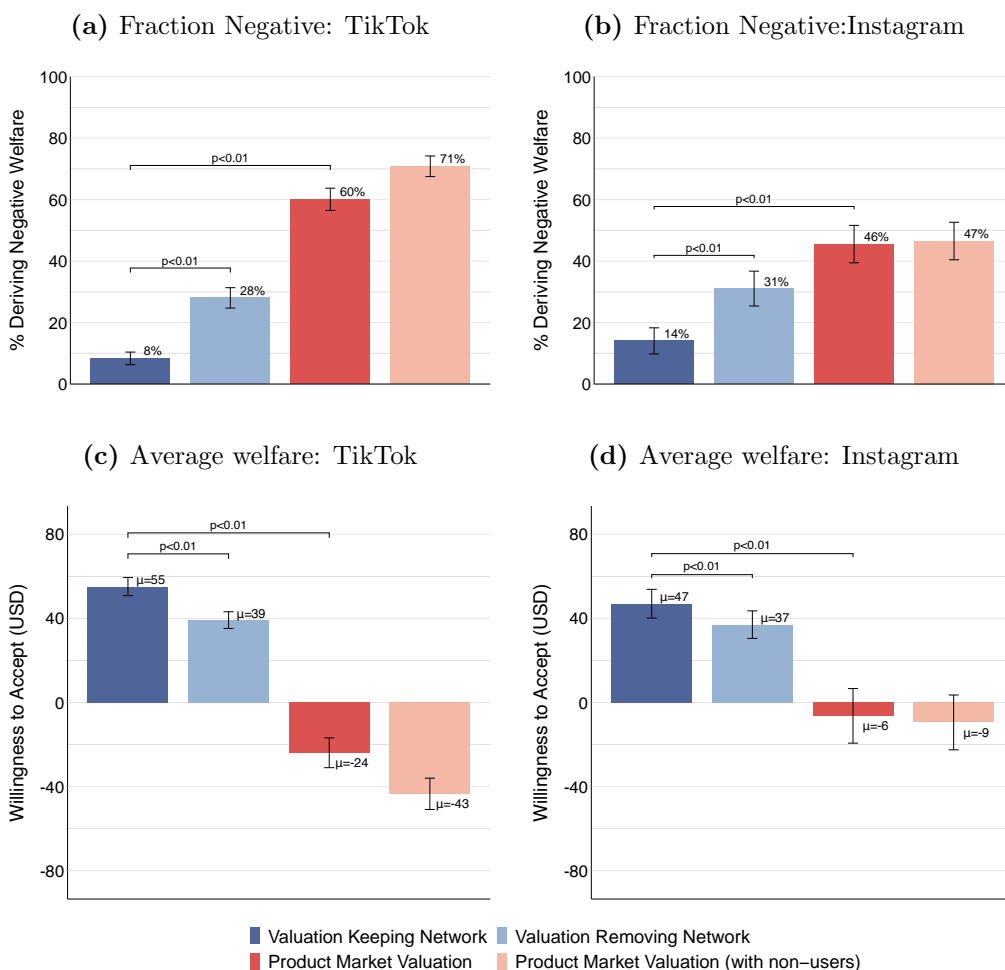 (a) Fraction Negative: TikTok
% Deriving Negative Welfare
100
80
60
40
20
0
p<0.01
p<0.01
8%
28%
60%
71%
(b) Fraction Negative:Instagram
% Deriving Negative Welfare
100
80
60
40
20
0
p<0.01
p<0.01
14%
31%
46%
47%
(c) Average welfare: TikTok
Willingness to Accept (USD)
80
40
0
-40
-80
p<0.01
p<0.01
μ=55
μ=39
μ=-24
μ=-43
(d) Average welfare: Instagram
Willingness to Accept (USD)
80
40
0
-40
-80
p<0.01
p<0.01
μ=47
μ=37
μ=-6
μ=-9
Valuation Keeping Network
Valuation Removing Network
Product Market Valuation
Product Market Valuation (with non−users)